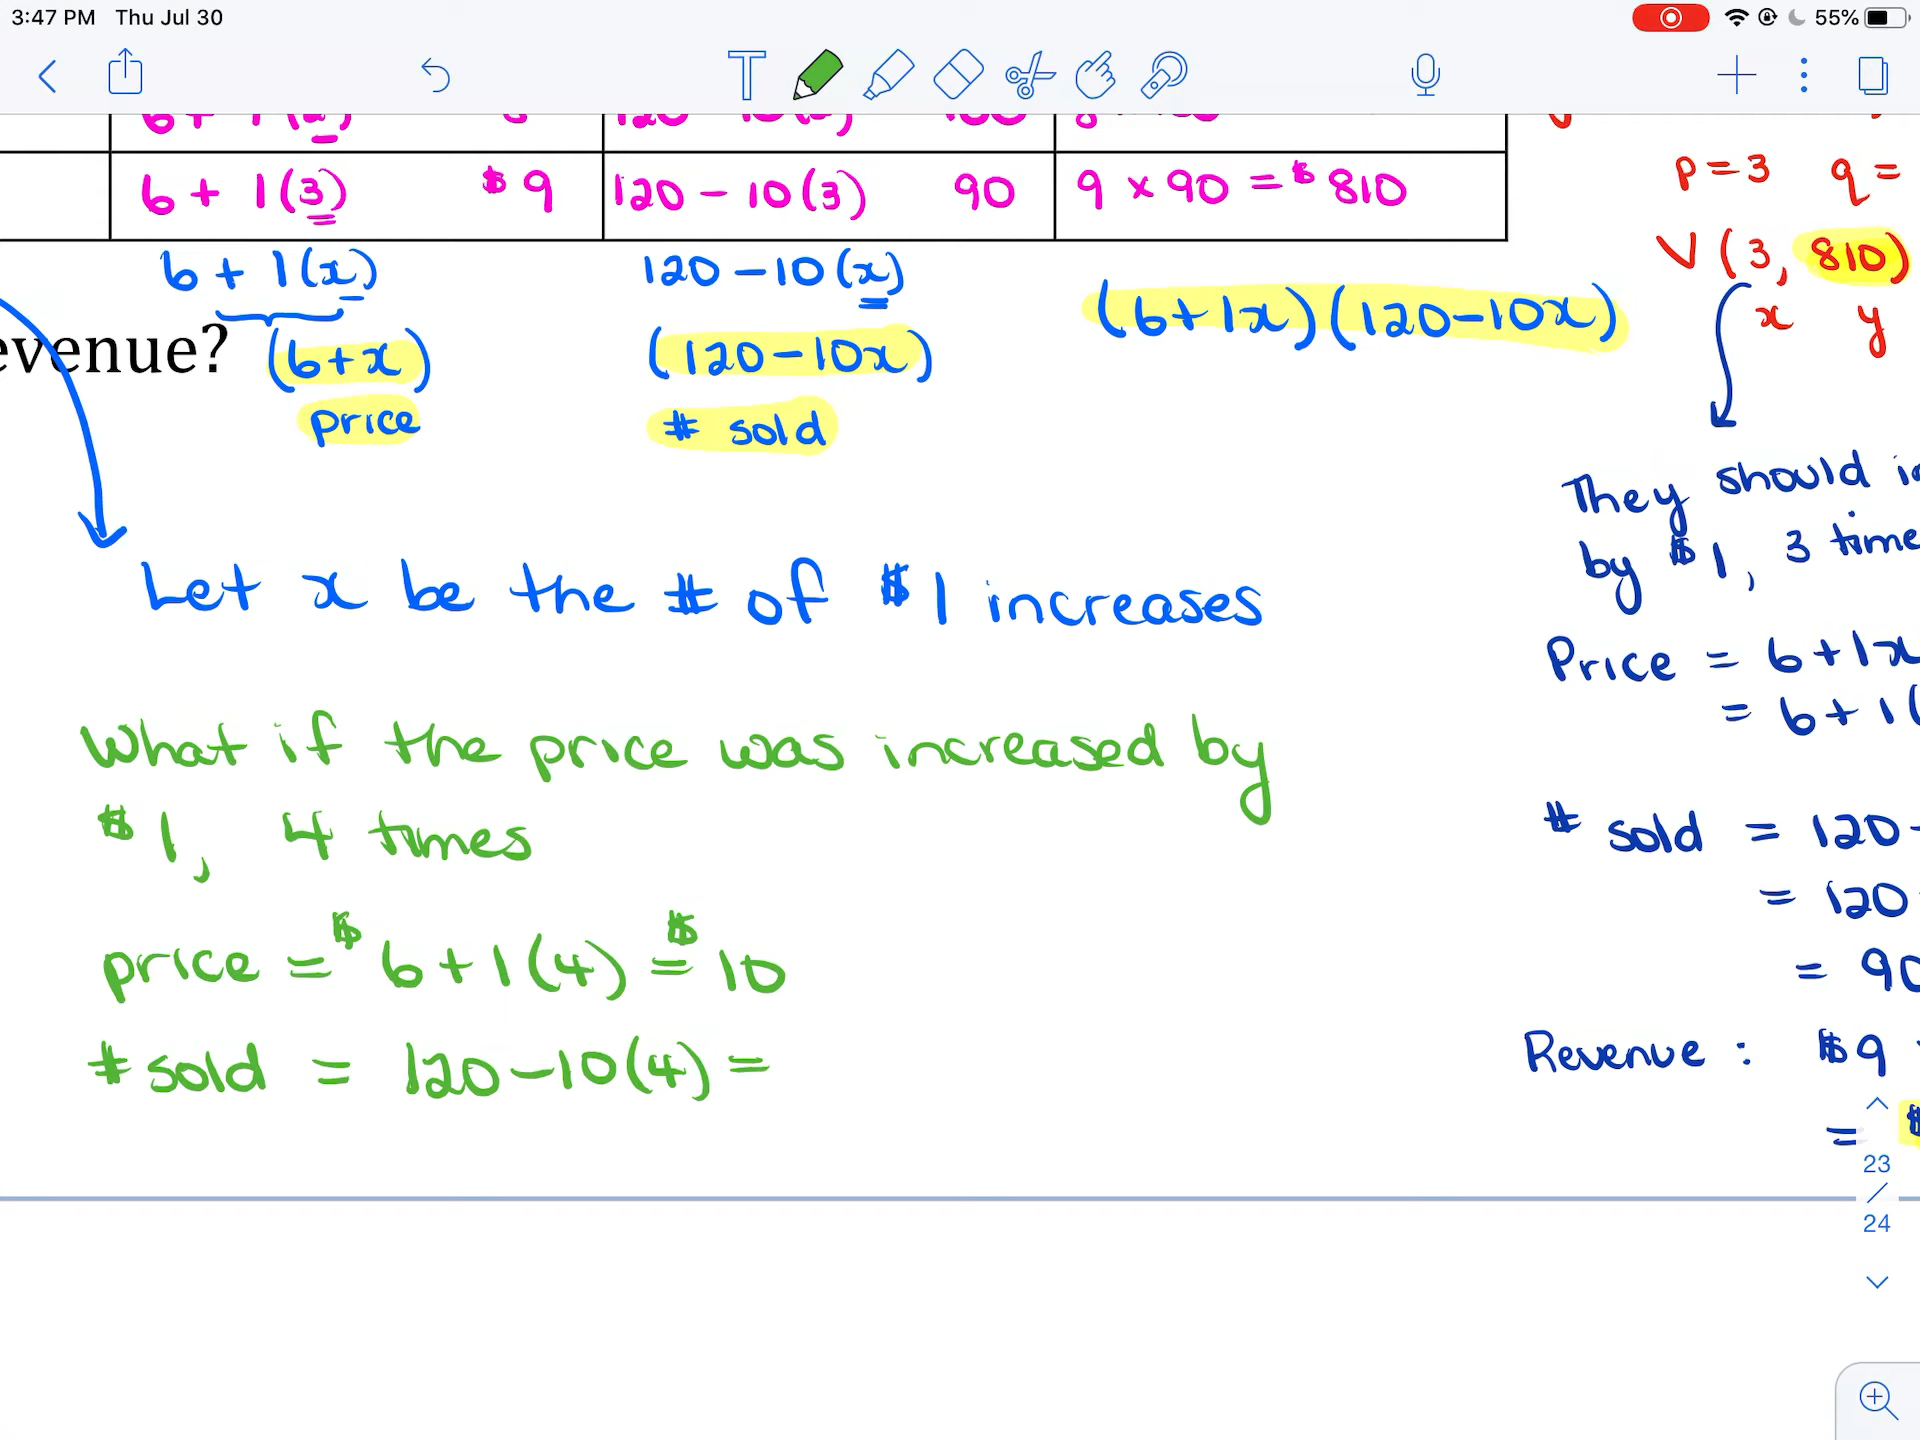 3:47 PM Thu Jul 30
55%
T
6 + 1(3) $9 120 - 10(3) 90 9 × 90 = $810
p = 3 q =
6 + 1(x) 120 - 10(x) V (3, 810)
(6+1x)(120-10x) x y
evenue? (6+x) (120-10x)
price # sold
They should
by $1, 3 time
Let x be the # of $1 increases
Price = 6+1x
= 6+1(
What if the price was increased by
$1, 4 times
# sold = 120-
= 120
= 90
price = $6+1(4) = $10
# sold = 120-10(4) =
Revenue : $9
= $
23
/
24